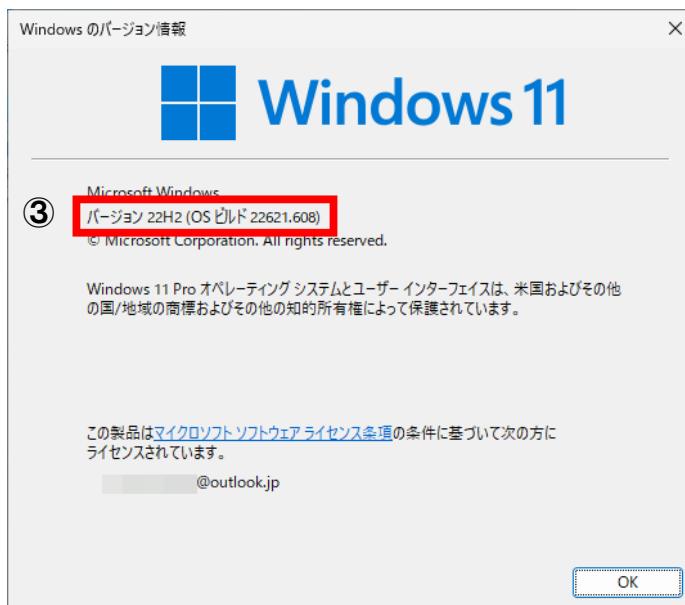 Windows のバージョン情報
Windows 11
Microsoft Windows
③
バージョン 22H2 (OS ビルド 22621.608)
© Microsoft Corporation. All rights reserved.
Windows 11 Pro オペレーティング システムとユーザー インターフェイスは、米国およびその他
の国/地域の商標およびその他の知的所有権によって保護されています。
この製品はマイクロソフト ソフトウェア ライセンス条項の条件に基づいて次の方に
ライセンスされています。
@outlook.jp
OK